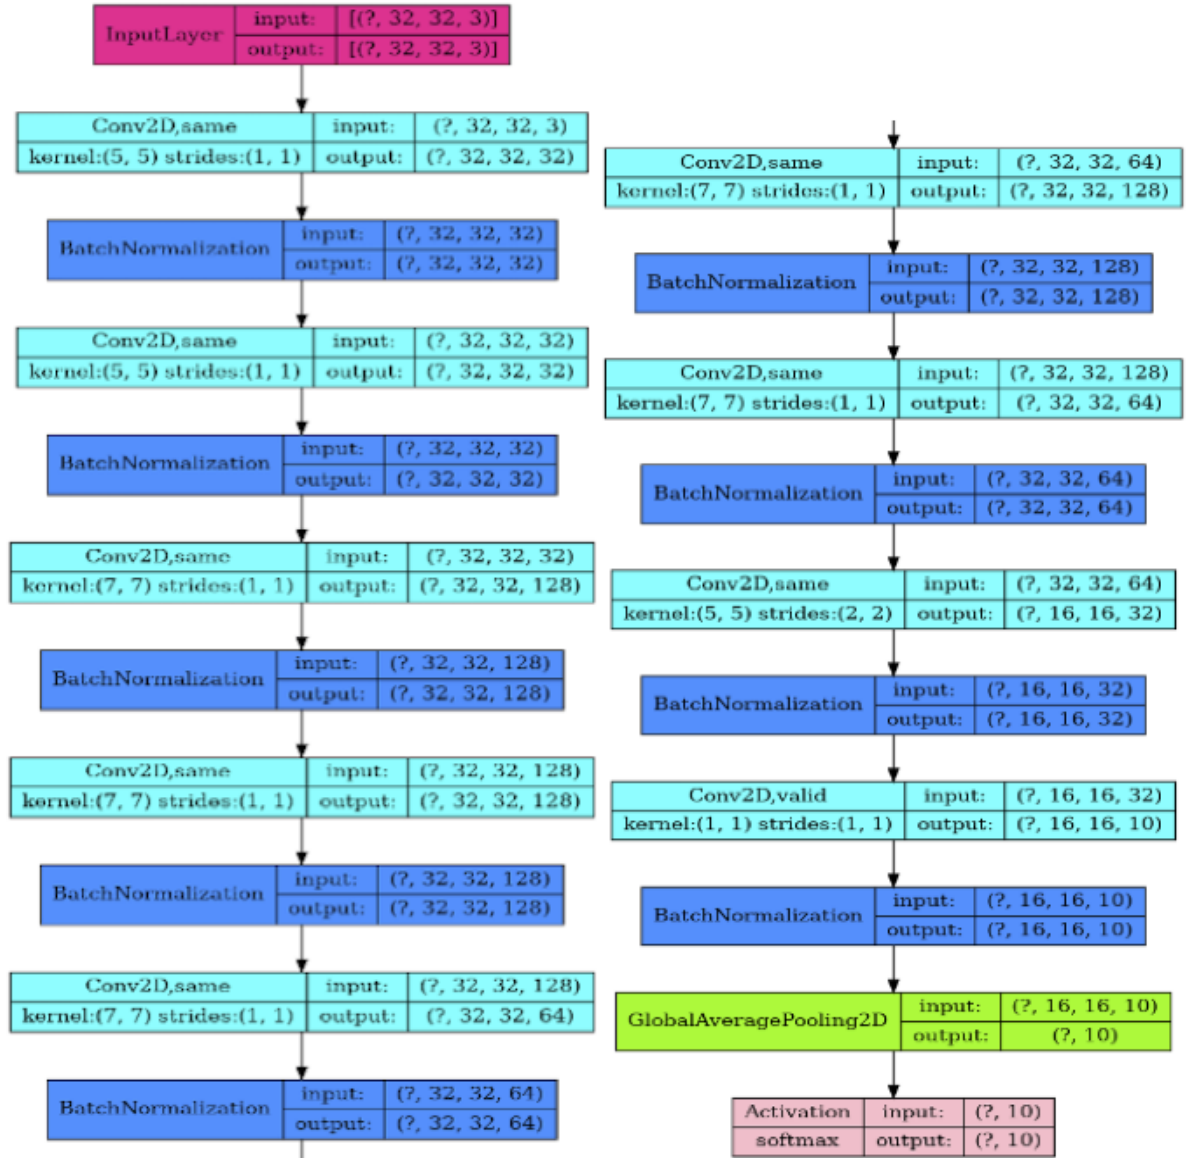 InputLayer input: [(?, 32, 32, 3)]
output: [(?, 32, 32, 3)]
Conv2D,same input: (?, 32, 32, 3)
kernel:(5, 5) strides:(1, 1) output: (?, 32, 32, 32)
BatchNormalization input: (?, 32, 32, 32)
output: (?, 32, 32, 32)
Conv2D,same input: (?, 32, 32, 32)
kernel:(5, 5) strides:(1, 1) output: (?, 32, 32, 32)
BatchNormalization input: (?, 32, 32, 32)
output: (?, 32, 32, 32)
Conv2D,same input: (?, 32, 32, 32)
kernel:(7, 7) strides:(1, 1) output: (?, 32, 32, 128)
BatchNormalization input: (?, 32, 32, 128)
output: (?, 32, 32, 128)
Conv2D,same input: (?, 32, 32, 128)
kernel:(7, 7) strides:(1, 1) output: (?, 32, 32, 128)
BatchNormalization input: (?, 32, 32, 128)
output: (?, 32, 32, 128)
Conv2D,same input: (?, 32, 32, 128)
kernel:(7, 7) strides:(1, 1) output: (?, 32, 32, 64)
BatchNormalization input: (?, 32, 32, 64)
output: (?, 32, 32, 64)
Conv2D,same input: (?, 32, 32, 64)
kernel:(7, 7) strides:(1, 1) output: (?, 32, 32, 128)
BatchNormalization input: (?, 32, 32, 128)
output: (?, 32, 32, 128)
Conv2D,same input: (?, 32, 32, 128)
kernel:(7, 7) strides:(1, 1) output: (?, 32, 32, 64)
BatchNormalization input: (?, 32, 32, 64)
output: (?, 32, 32, 64)
Conv2D,same input: (?, 32, 32, 64)
kernel:(5, 5) strides:(2, 2) output: (?, 16, 16, 32)
BatchNormalization input: (?, 16, 16, 32)
output: (?, 16, 16, 32)
Conv2D,valid input: (?, 16, 16, 32)
kernel:(1, 1) strides:(1, 1) output: (?, 16, 16, 10)
BatchNormalization input: (?, 16, 16, 10)
output: (?, 16, 16, 10)
GlobalAveragePooling2D input: (?, 16, 16, 10)
output: (?, 10)
Activation input: (?, 10)
softmax output: (?, 10)